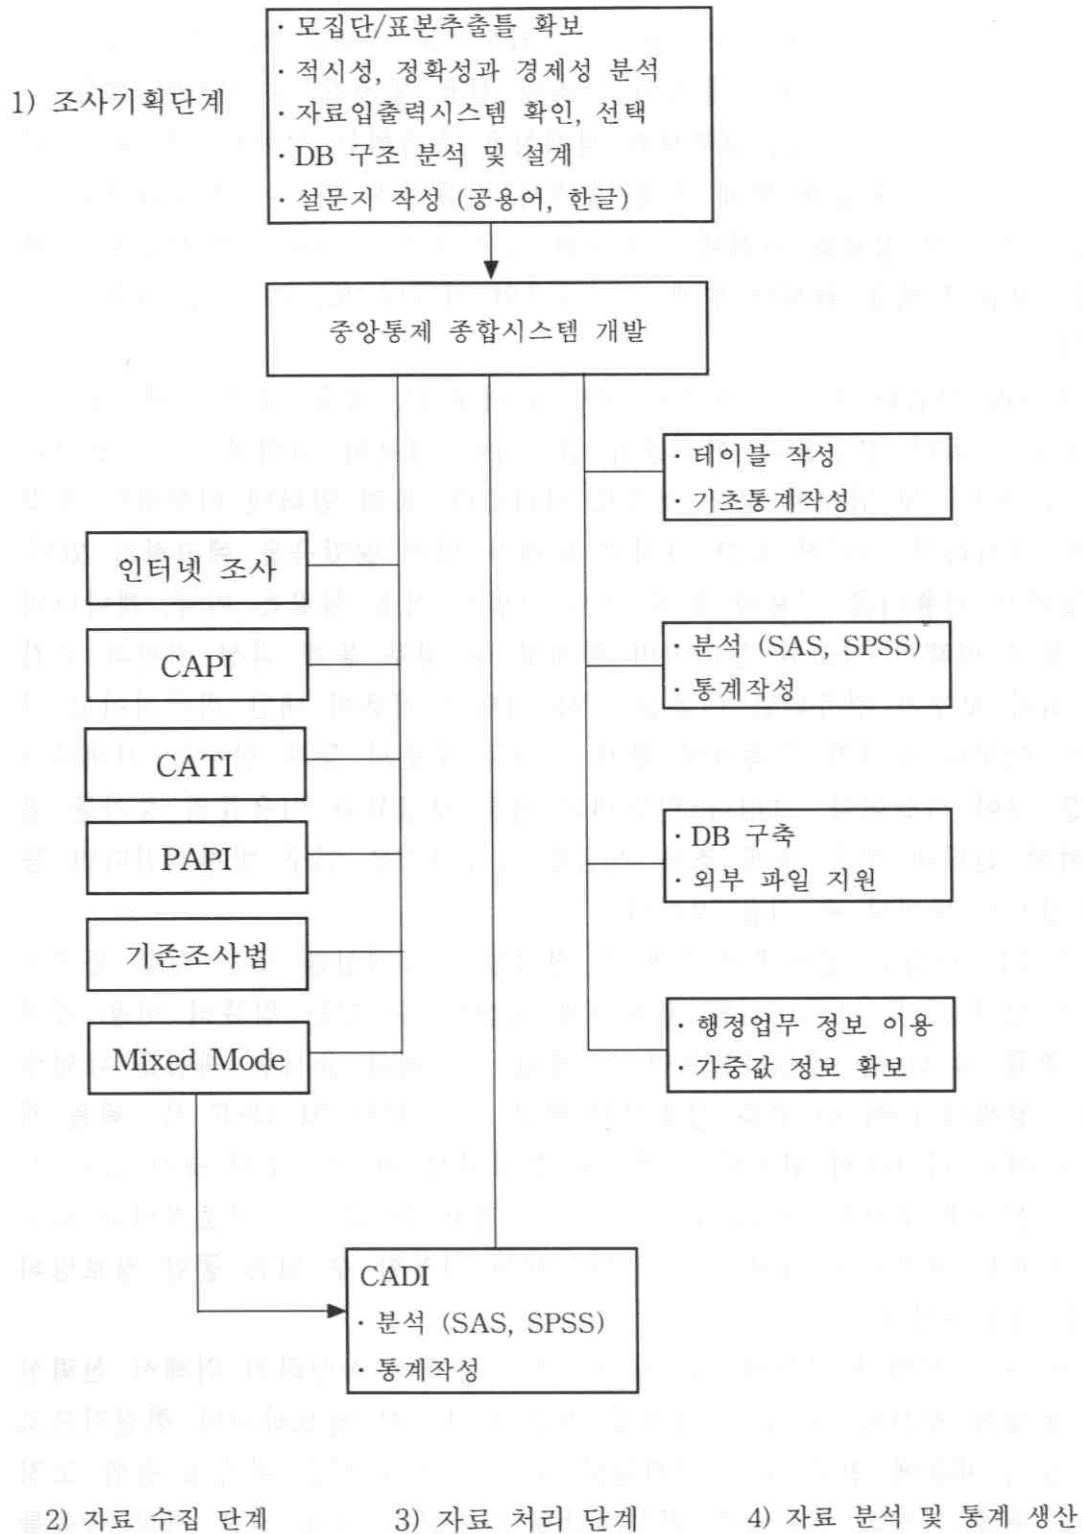 · 모집단/표본추출틀 확보
· 적시성, 정확성과 경제성 분석
1) 조사기획단계
· 자료입출력시스템 확인, 선택
· DB 구조 분석 및 설계
· 설문지 작성 (공용어, 한글)
중앙통제 종합시스템 개발
· 테이블 작성
· 기초통계작성
인터넷 조사
CAPI
· 분석 (SAS, SPSS)
· 통계작성
CATI
PAPI
· DB 구축
· 외부 파일 지원
기존조사법
Mixed Mode
· 행정업무 정보 이용
· 가중값 정보 확보
CADI
· 분석 (SAS, SPSS)
· 통계작성
2) 자료 수집 단계
3) 자료 처리 단계
4) 자료 분석 및 통계 생산